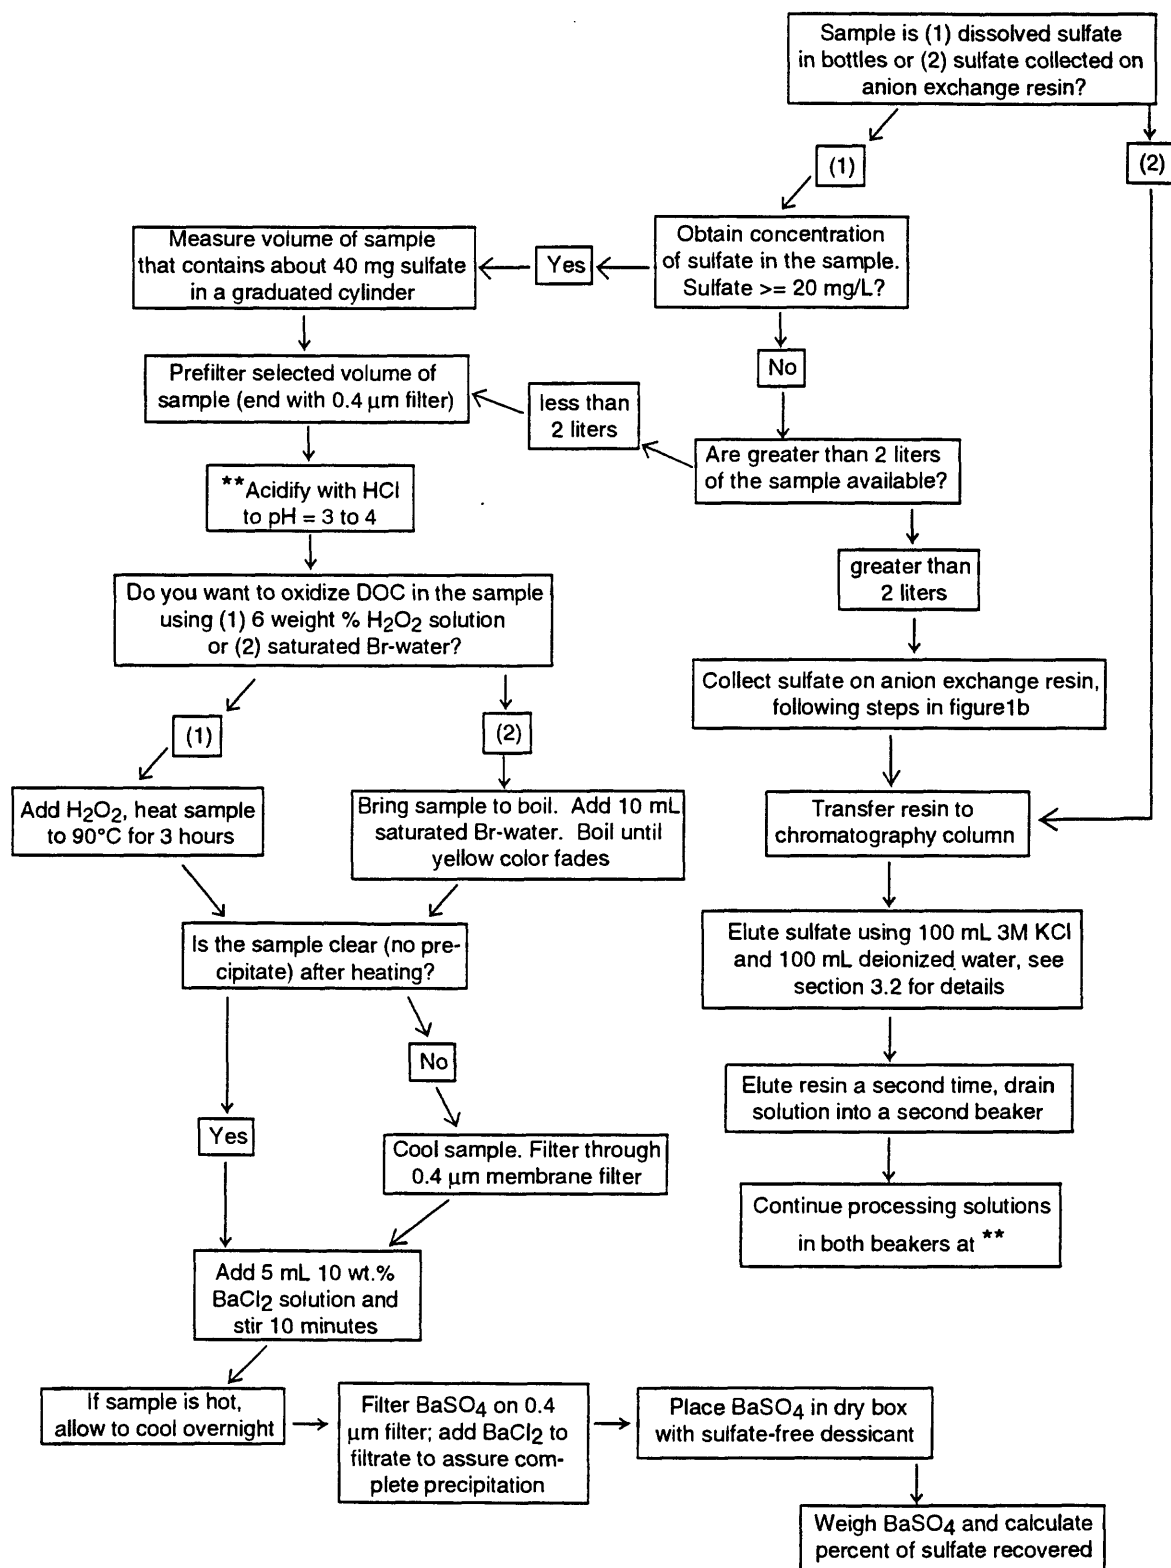 Sample is (1) dissolved sulfate
in bottles or (2) sulfate collected on
anion exchange resin?
(1)
(2)
Obtain concentration
of sulfate in the sample.
Sulfate >= 20 mg/L?
Yes
Measure volume of sample
that contains about 40 mg sulfate
in a graduated cylinder
No
Prefilter selected volume of
sample (end with 0.4 µm filter)
less than
2 liters
Are greater than 2 liters
of the sample available?
**Acidify with HCl
to pH = 3 to 4
greater than
2 liters
Do you want to oxidize DOC in the sample
using (1) 6 weight % H2O2 solution
or (2) saturated Br-water?
Collect sulfate on anion exchange resin,
following steps in figure1b
(1)
(2)
Add H2O2, heat sample
to 90°C for 3 hours
Bring sample to boil. Add 10 mL
saturated Br-water. Boil until
yellow color fades
Transfer resin to
chromatography column
Is the sample clear (no pre-
cipitate) after heating?
Elute sulfate using 100 mL 3M KCl
and 100 mL deionized water, see
section 3.2 for details
No
Elute resin a second time, drain
solution into a second beaker
Yes
Cool sample. Filter through
0.4 µm membrane filter
Continue processing solutions
in both beakers at **
Add 5 mL 10 wt.%
BaCl2 solution and
stir 10 minutes
If sample is hot,
allow to cool overnight
Filter BaSO4 on 0.4
µm filter; add BaCl2 to
filtrate to assure com-
plete precipitation
Place BaSO4 in dry box
with sulfate-free dessicant
Weigh BaSO4 and calculate
percent of sulfate recovered